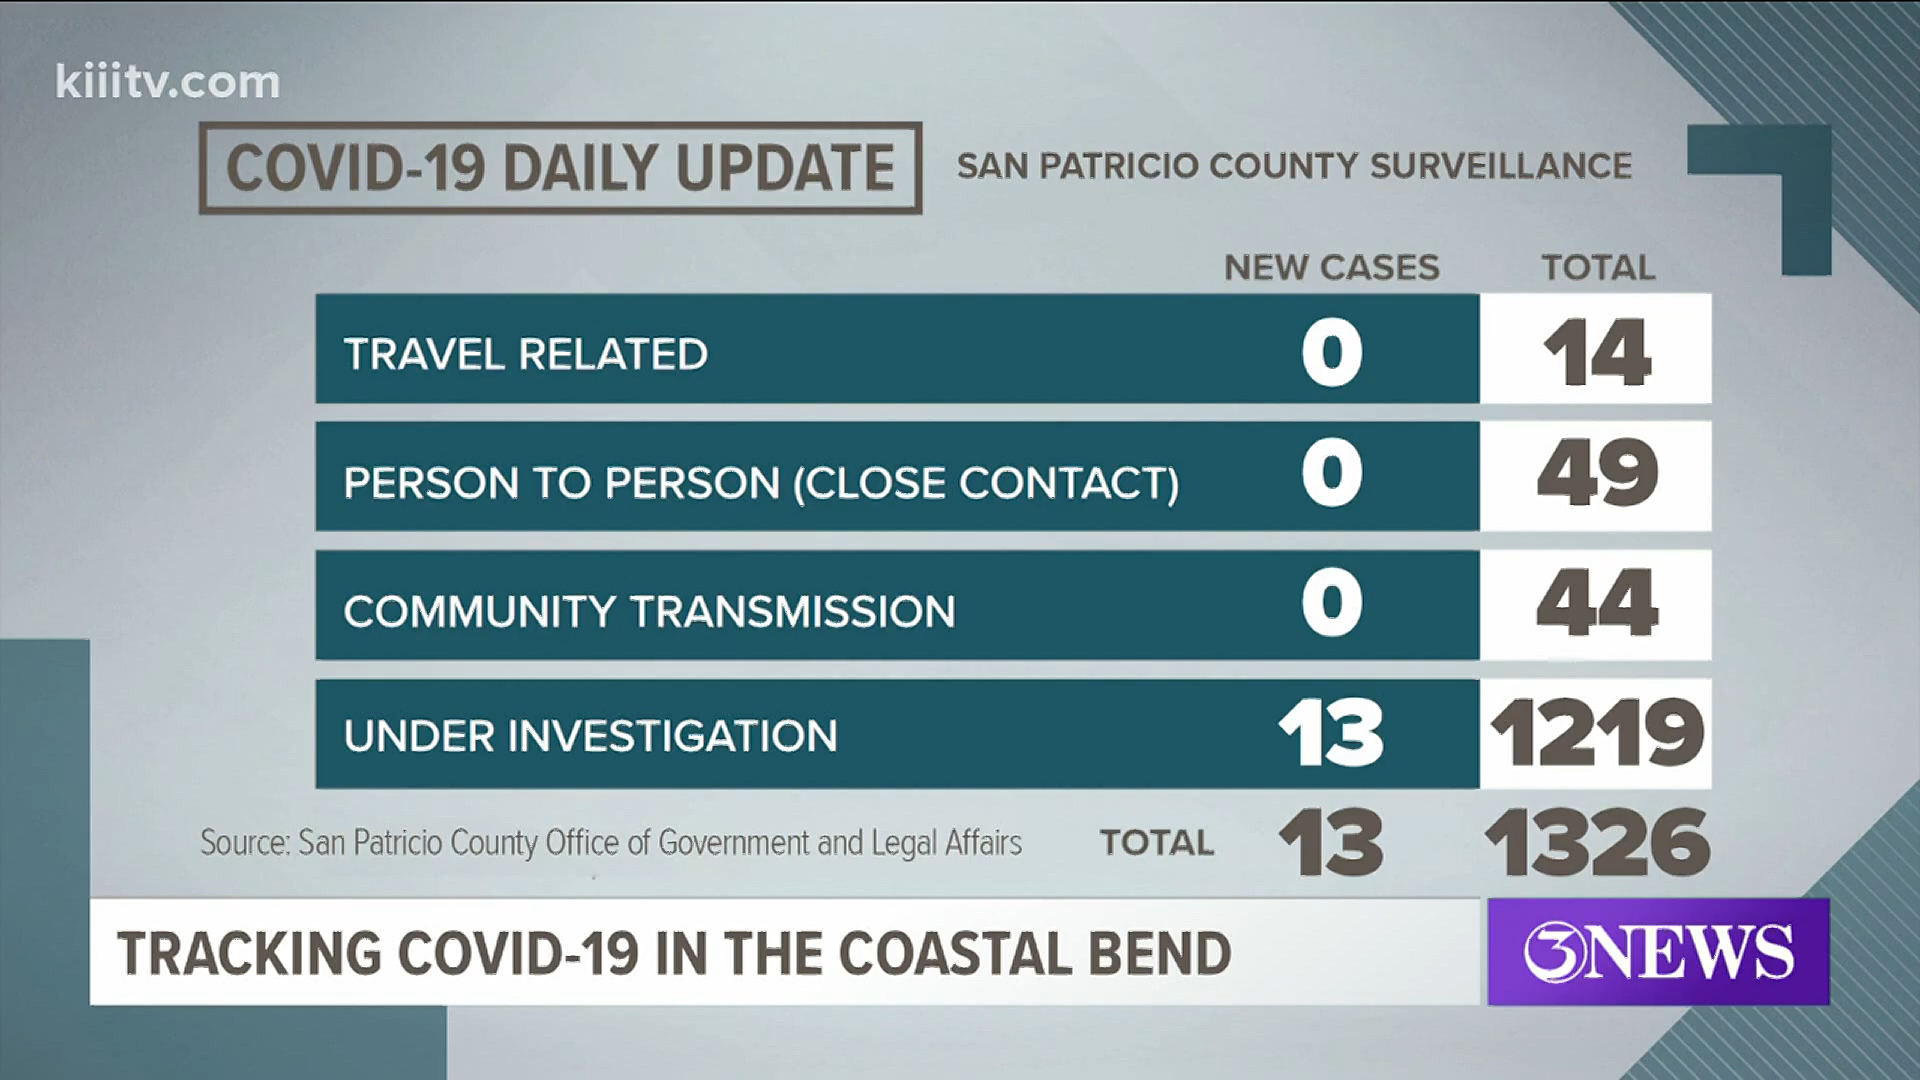 kiiitv.com
COVID-19 DAILY UPDATE SAN PATRICIO COUNTY SURVEILLANCE
NEW CASES TOTAL
TRAVEL RELATED 0 14
PERSON TO PERSON (CLOSE CONTACT) 0 49
COMMUNITY TRANSMISSION 0 44
UNDER INVESTIGATION 13 1219
Source: San Patricio County Office of Government and Legal Affairs TOTAL 13 1326
TRACKING COVID-19 IN THE COASTAL BEND 3NEWS